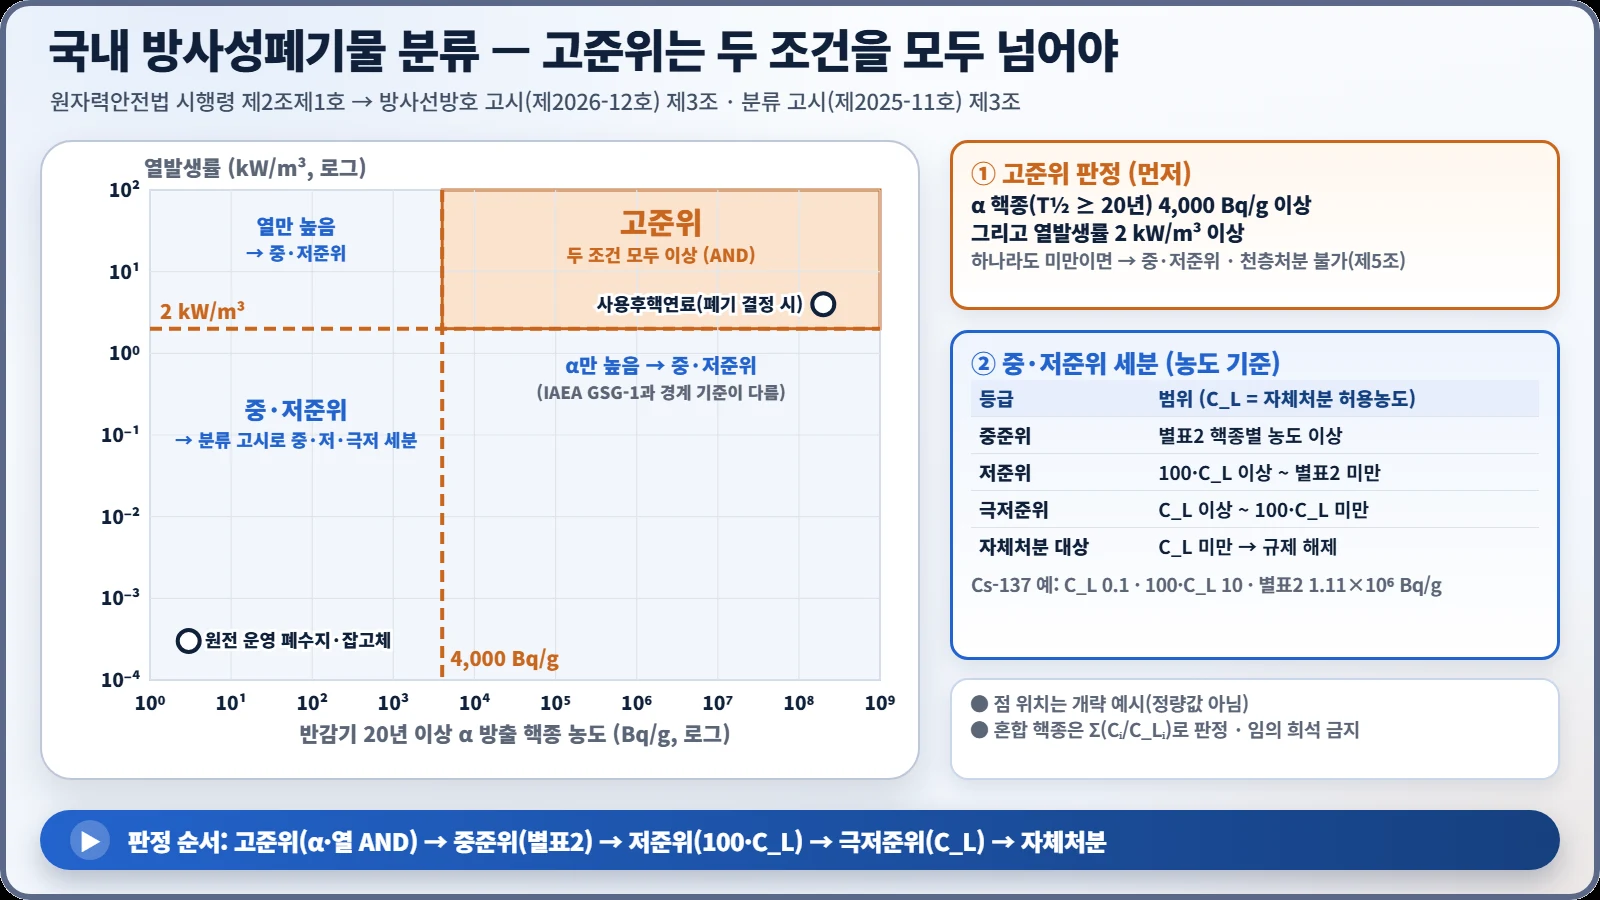 국내 방사성폐기물 분류 — 고준위는 두 조건을 모두 넘어야
원자력안전법 시행령 제2조제1호 → 방사선방호 고시(제2026-12호) 제3조 · 분류 고시(제2025-11호) 제3조
열발생률 (kW/m³, 로그)
10²
10¹
10⁰
10⁻¹
10⁻²
10⁻³
10⁻⁴
열만 높음
→ 중·저준위
고준위
두 조건 모두 이상 (AND)
사용후핵연료(폐기 결정 시)
2 kW/m³
α만 높음 → 중·저준위
(IAEA GSG-1과 경계 기준이 다름)
중·저준위
→ 분류 고시로 중·저·극저 세분
원전 운영 폐수지·잡고체
4,000 Bq/g
10⁰ 10¹ 10² 10³ 10⁴ 10⁵ 10⁶ 10⁷ 10⁸ 10⁹
반감기 20년 이상 α 방출 핵종 농도 (Bq/g, 로그)
① 고준위 판정 (먼저)
α 핵종(T½ ≥ 20년) 4,000 Bq/g 이상
그리고 열발생률 2 kW/m³ 이상
하나라도 미만이면 → 중·저준위 · 천층처분 불가(제5조)
② 중·저준위 세분 (농도 기준)
등급 범위 (C_L = 자체처분 허용농도)
중준위 별표2 핵종별 농도 이상
저준위 100·C_L 이상 ~ 별표2 미만
극저준위 C_L 이상 ~ 100·C_L 미만
자체처분 대상 C_L 미만 → 규제 해제
Cs-137 예: C_L 0.1 · 100·C_L 10 · 별표2 1.11×10⁶ Bq/g
● 점 위치는 개략 예시(정량값 아님)
● 혼합 핵종은 Σ(Cᵢ/C_Lᵢ)로 판정 · 임의 희석 금지
▶ 판정 순서: 고준위(α·열 AND) → 중준위(별표2) → 저준위(100·C_L) → 극저준위(C_L) → 자체처분